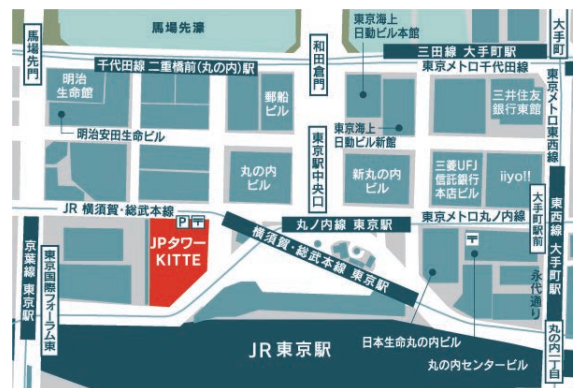 馬場先濠
馬場先門
和田倉門
東京海上
日動ビル本館
三田線 大手町駅
大手町
千代田線 二重橋前(丸の内)駅
東京メトロ千代田線
明治
生命館
郵船
ビル
三井住友
銀行東館
東京メトロ東西線
明治安田生命ビル
東京海上
日動ビル新館
東京駅中央口
丸の内
ビル
新丸の内
ビル
三菱UFJ
信託銀行
本店ビル
iiyo!!
大手町駅前
東西線 大手町駅
JR 横須賀・総武本線
丸ノ内線 東京駅
東京メトロ丸ノ内線
P〒
〒
JPタワー
KITTE
横須賀・総武本線 東京駅
京葉線 東京駅
東京国際フォーラム東
永代通り
日本生命丸の内ビル
丸の内センタービル
丸の内一丁目
JR 東京駅